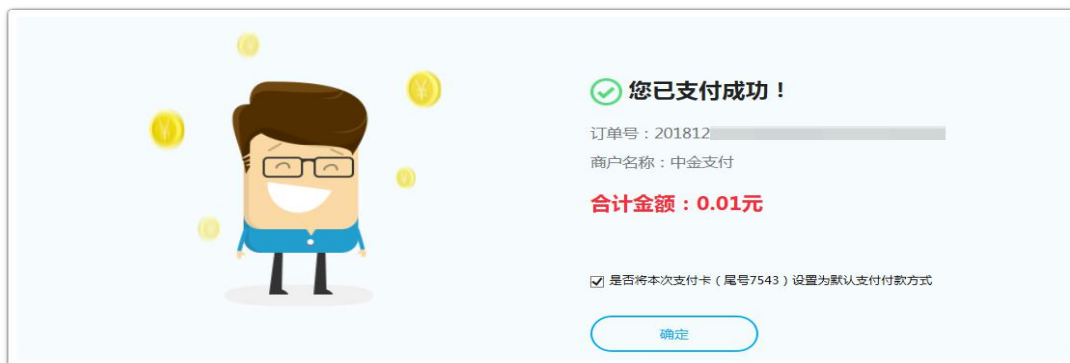 您已支付成功！
订单号：201812
商户名称：中金支付
合计金额：0.01元
是否将本次支付卡（尾号7543）设置为默认支付付款方式
确定